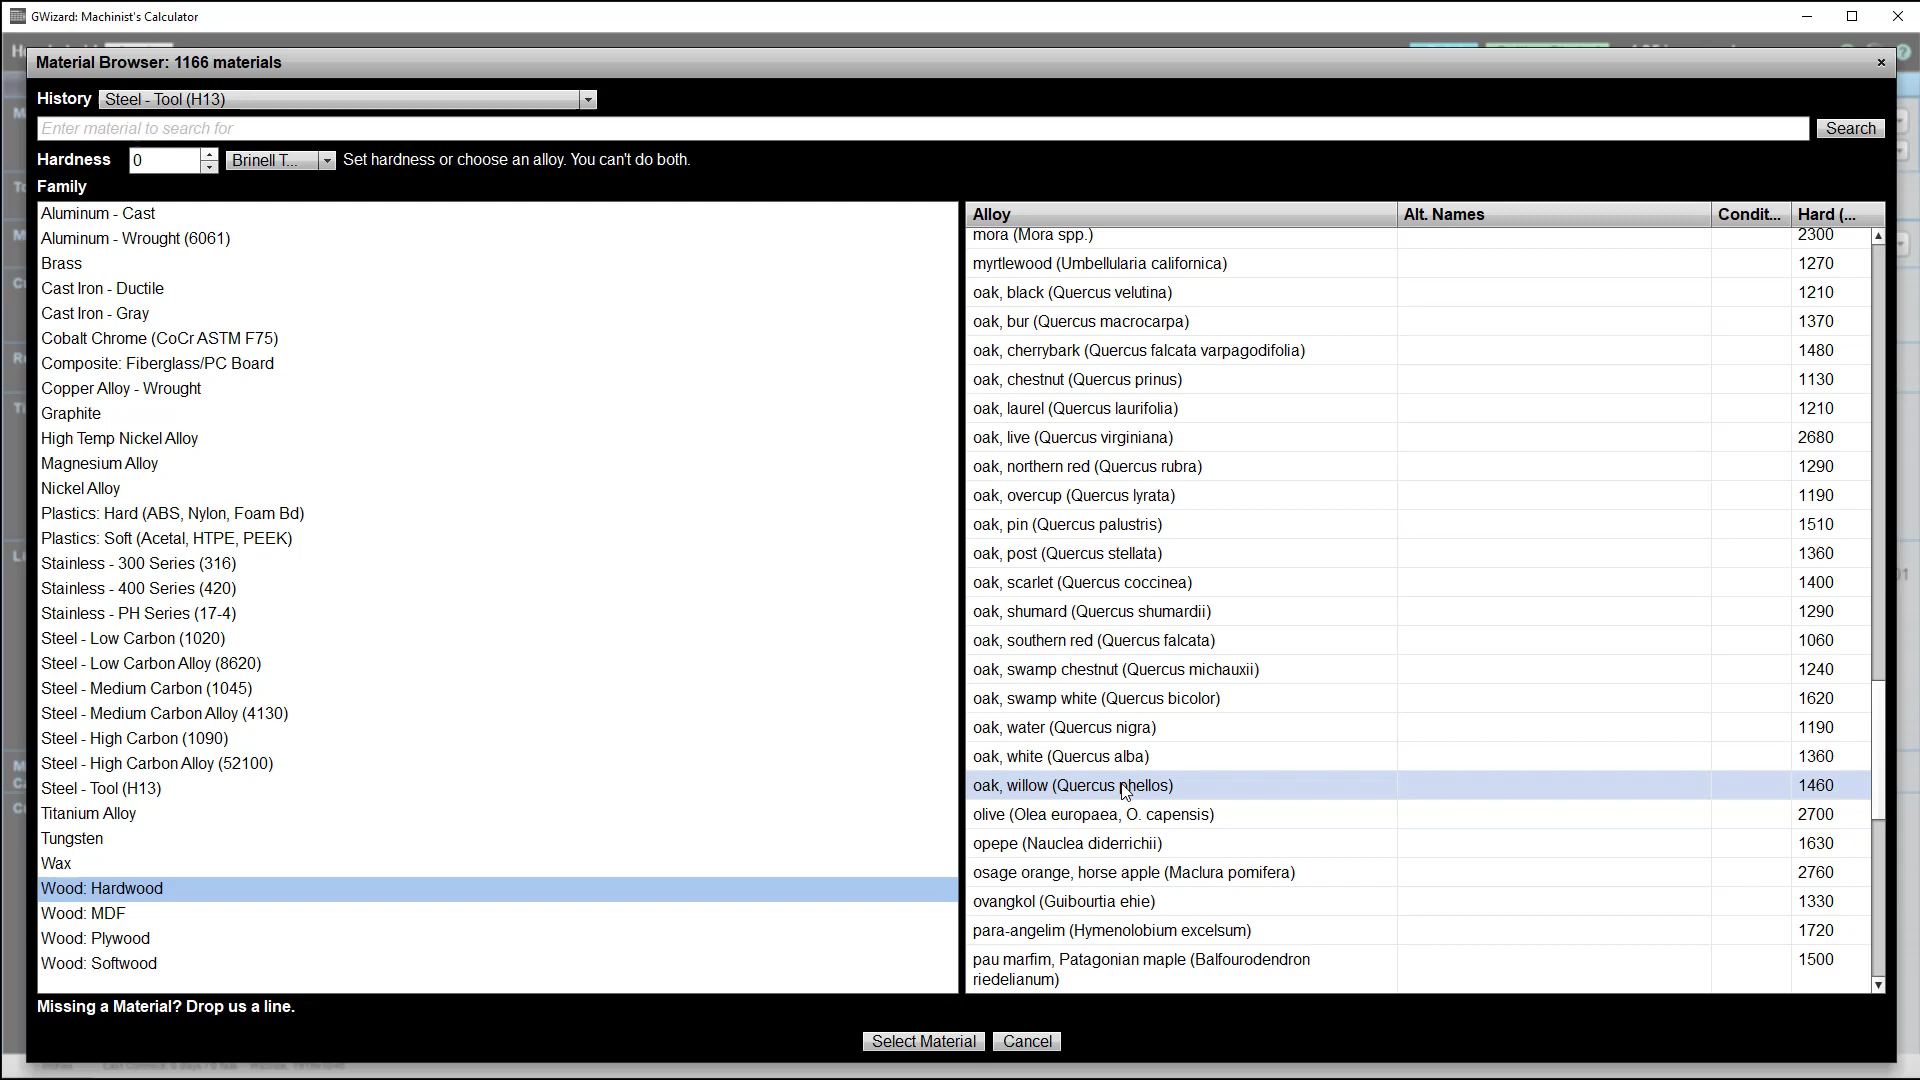 GWizard: Machinist's Calculator
Material Browser: 1166 materials
History Steel - Tool (H13)
Enter material to search for Search
Hardness 0 Brinell T... Set hardness or choose an alloy. You can't do both.
Family
Aluminum - Cast
Aluminum - Wrought (6061)
Brass
Cast Iron - Ductile
Cast Iron - Gray
Cobalt Chrome (CoCr ASTM F75)
Composite: Fiberglass/PC Board
Copper Alloy - Wrought
Graphite
High Temp Nickel Alloy
Magnesium Alloy
Nickel Alloy
Plastics: Hard (ABS, Nylon, Foam Bd)
Plastics: Soft (Acetal, HTPE, PEEK)
Stainless - 300 Series (316)
Stainless - 400 Series (420)
Stainless - PH Series (17-4)
Steel - Low Carbon (1020)
Steel - Low Carbon Alloy (8620)
Steel - Medium Carbon (1045)
Steel - Medium Carbon Alloy (4130)
Steel - High Carbon (1090)
Steel - High Carbon Alloy (52100)
Steel - Tool (H13)
Titanium Alloy
Tungsten
Wax
Wood: Hardwood
Wood: MDF
Wood: Plywood
Wood: Softwood
Alloy Alt. Names Condit... Hard (...
mora (Mora spp.) 2300
myrtlewood (Umbellularia californica) 1270
oak, black (Quercus velutina) 1210
oak, bur (Quercus macrocarpa) 1370
oak, cherrybark (Quercus falcata varpagodifolia) 1480
oak, chestnut (Quercus prinus) 1130
oak, laurel (Quercus laurifolia) 1210
oak, live (Quercus virginiana) 2680
oak, northern red (Quercus rubra) 1290
oak, overcup (Quercus lyrata) 1190
oak, pin (Quercus palustris) 1510
oak, post (Quercus stellata) 1360
oak, scarlet (Quercus coccinea) 1400
oak, shumard (Quercus shumardii) 1290
oak, southern red (Quercus falcata) 1060
oak, swamp chestnut (Quercus michauxii) 1240
oak, swamp white (Quercus bicolor) 1620
oak, water (Quercus nigra) 1190
oak, white (Quercus alba) 1360
oak, willow (Quercus phellos) 1460
olive (Olea europaea, O. capensis) 2700
opepe (Nauclea diderrichii) 1630
osage orange, horse apple (Maclura pomifera) 2760
ovangkol (Guibourtia ehie) 1330
para-angelim (Hymenolobium excelsum) 1720
pau marfim, Patagonian maple (Balfourodendron 1500
riedelianum)
Missing a Material? Drop us a line.
Select Material Cancel